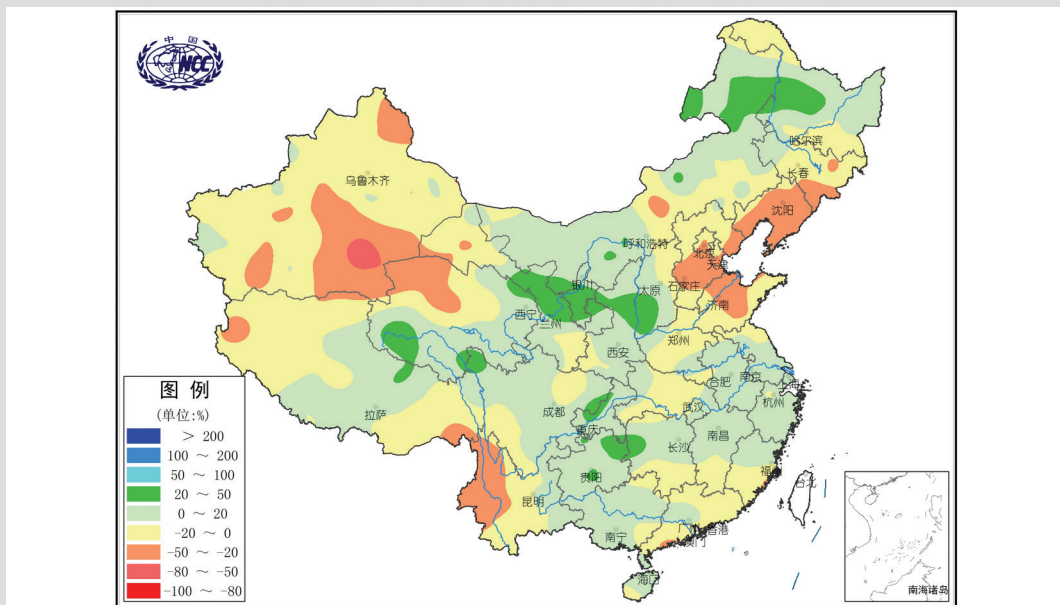 中 国
NCC
哈尔滨
长春
乌鲁木齐
沈阳
呼和浩特
北京
天津
银川
石家庄
太原
西宁
济南
兰州
郑州
西安
南京
合肥
上海
杭州
武汉
成都
拉萨
重庆
南昌
长沙
贵阳
福
台北
昆明
香港
澳门
南宁
海口
图 例
(单位:%)
> 200
100 ～ 200
50 ～ 100
20 ～ 50
0 ～ 20
-20 ～ 0
-50 ～ -20
-80 ～ -50
-100 ～ -80
南海诸岛